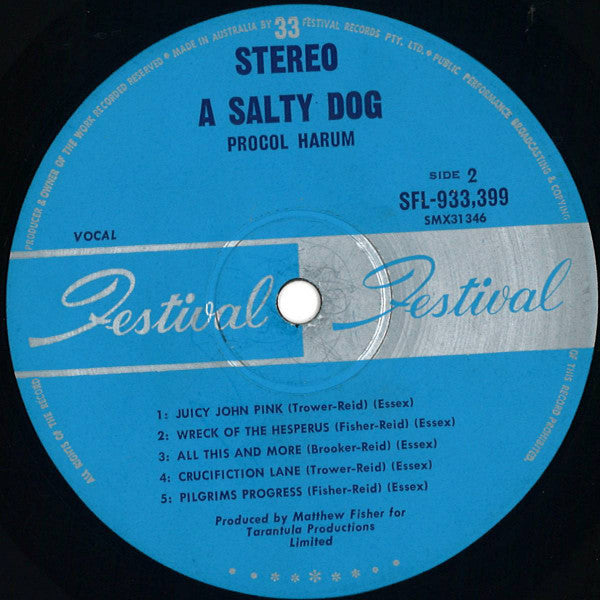 PRODUCER & OWNER OF THE WORK RECORDED RESERVED ★ MADE IN AUSTRALIA BY FESTIVAL RECORDS PTY. LTD. ★ PUBLIC PERFORMANCE BROADCASTING & COPYING
33
STEREO
A SALTY DOG
PROCOL HARUM
SIDE 2
SFL-933,399
SMX31346
VOCAL
Festival Festival
1: JUICY JOHN PINK (Trower-Reid) (Essex)
2: WRECK OF THE HESPERUS (Fisher-Reid) (Essex)
3: ALL THIS AND MORE (Brooker-Reid) (Essex)
4: CRUCIFICTION LANE (Trower-Reid) (Essex)
5: PILGRIMS PROGRESS (Fisher-Reid) (Essex)
Produced by Matthew Fisher for
Tarantula Productions
Limited
ALL RIGHTS OF THE RECORD
OF THIS RECORD PROHIBITED.